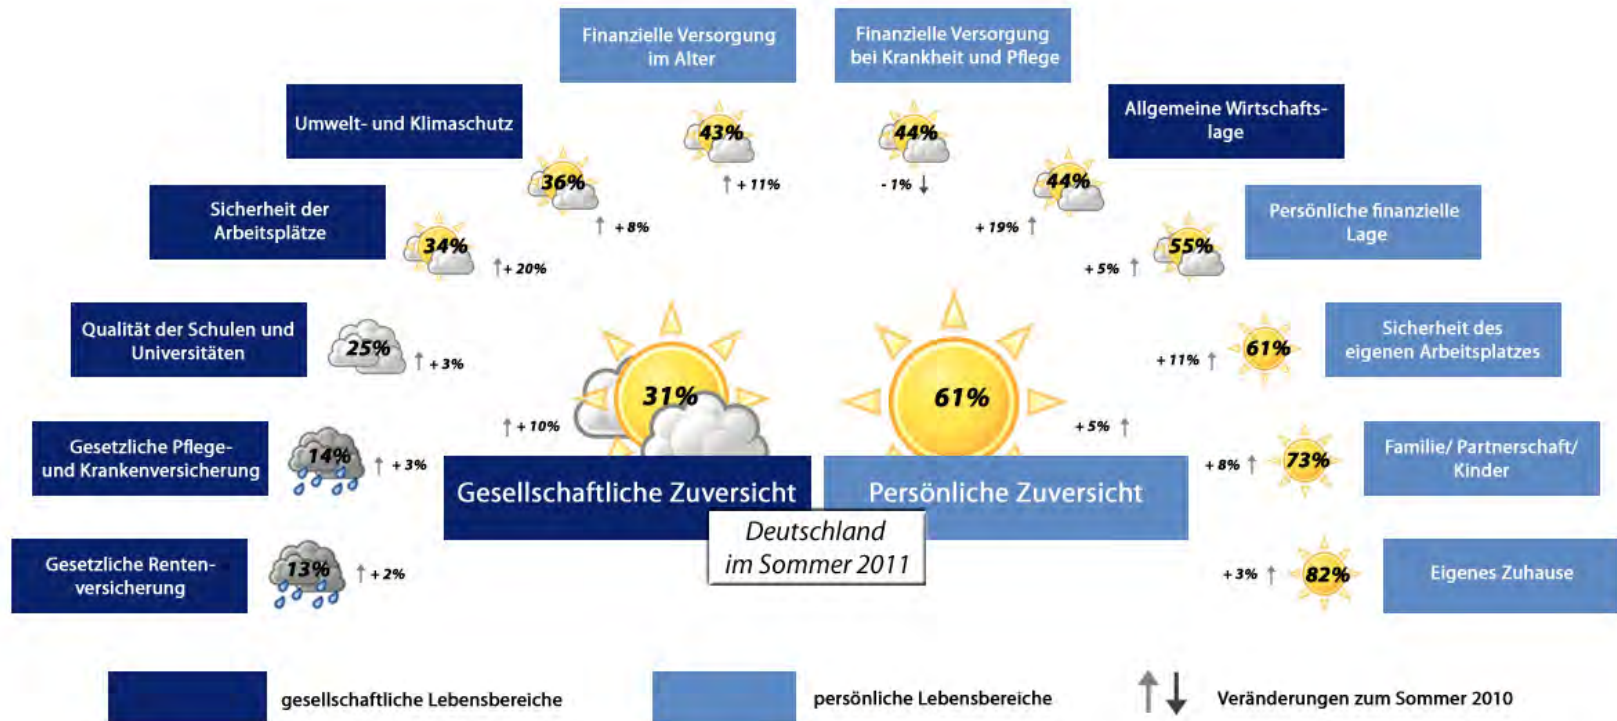 Finanzielle Versorgung
im Alter
43%
+ 11%
Finanzielle Versorgung
bei Krankheit und Pflege
44%
- 1%
Umwelt- und Klimaschutz
36%
+ 8%
Allgemeine Wirtschafts-
lage
44%
+ 19%
Sicherheit der
Arbeitsplätze
34%
+ 20%
Persönliche finanzielle
Lage
55%
+ 5%
Qualität der Schulen und
Universitäten
25%
+ 3%
Sicherheit des
eigenen Arbeitsplatzes
61%
+ 11%
Gesetzliche Pflege-
und Krankenversicherung
14%
+ 3%
Familie/ Partnerschaft/
Kinder
73%
+ 8%
Gesetzliche Renten-
versicherung
13%
+ 2%
Eigenes Zuhause
82%
+ 3%
31%
+ 10%
Gesellschaftliche Zuversicht
61%
+ 5%
Persönliche Zuversicht
Deutschland
im Sommer 2011
gesellschaftliche Lebensbereiche
persönliche Lebensbereiche
Veränderungen zum Sommer 2010